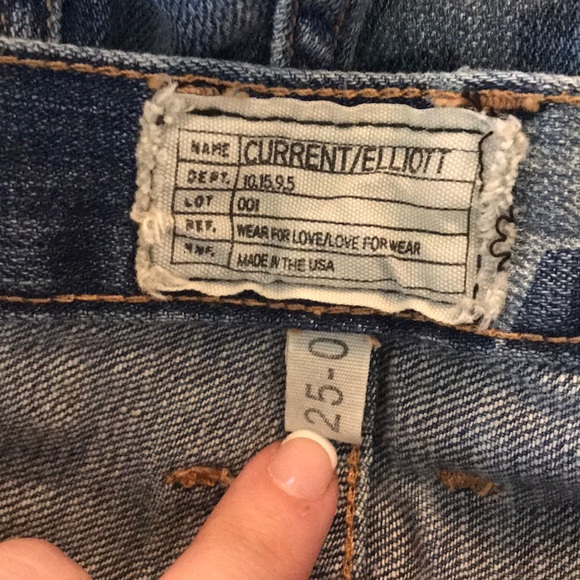 NAME CURRENT/ELLIOTT
DEPT. 10.15.9.5
LOT 001
REF. WEAR FOR LOVE/LOVE FOR WEAR
MADE IN THE USA
25-0